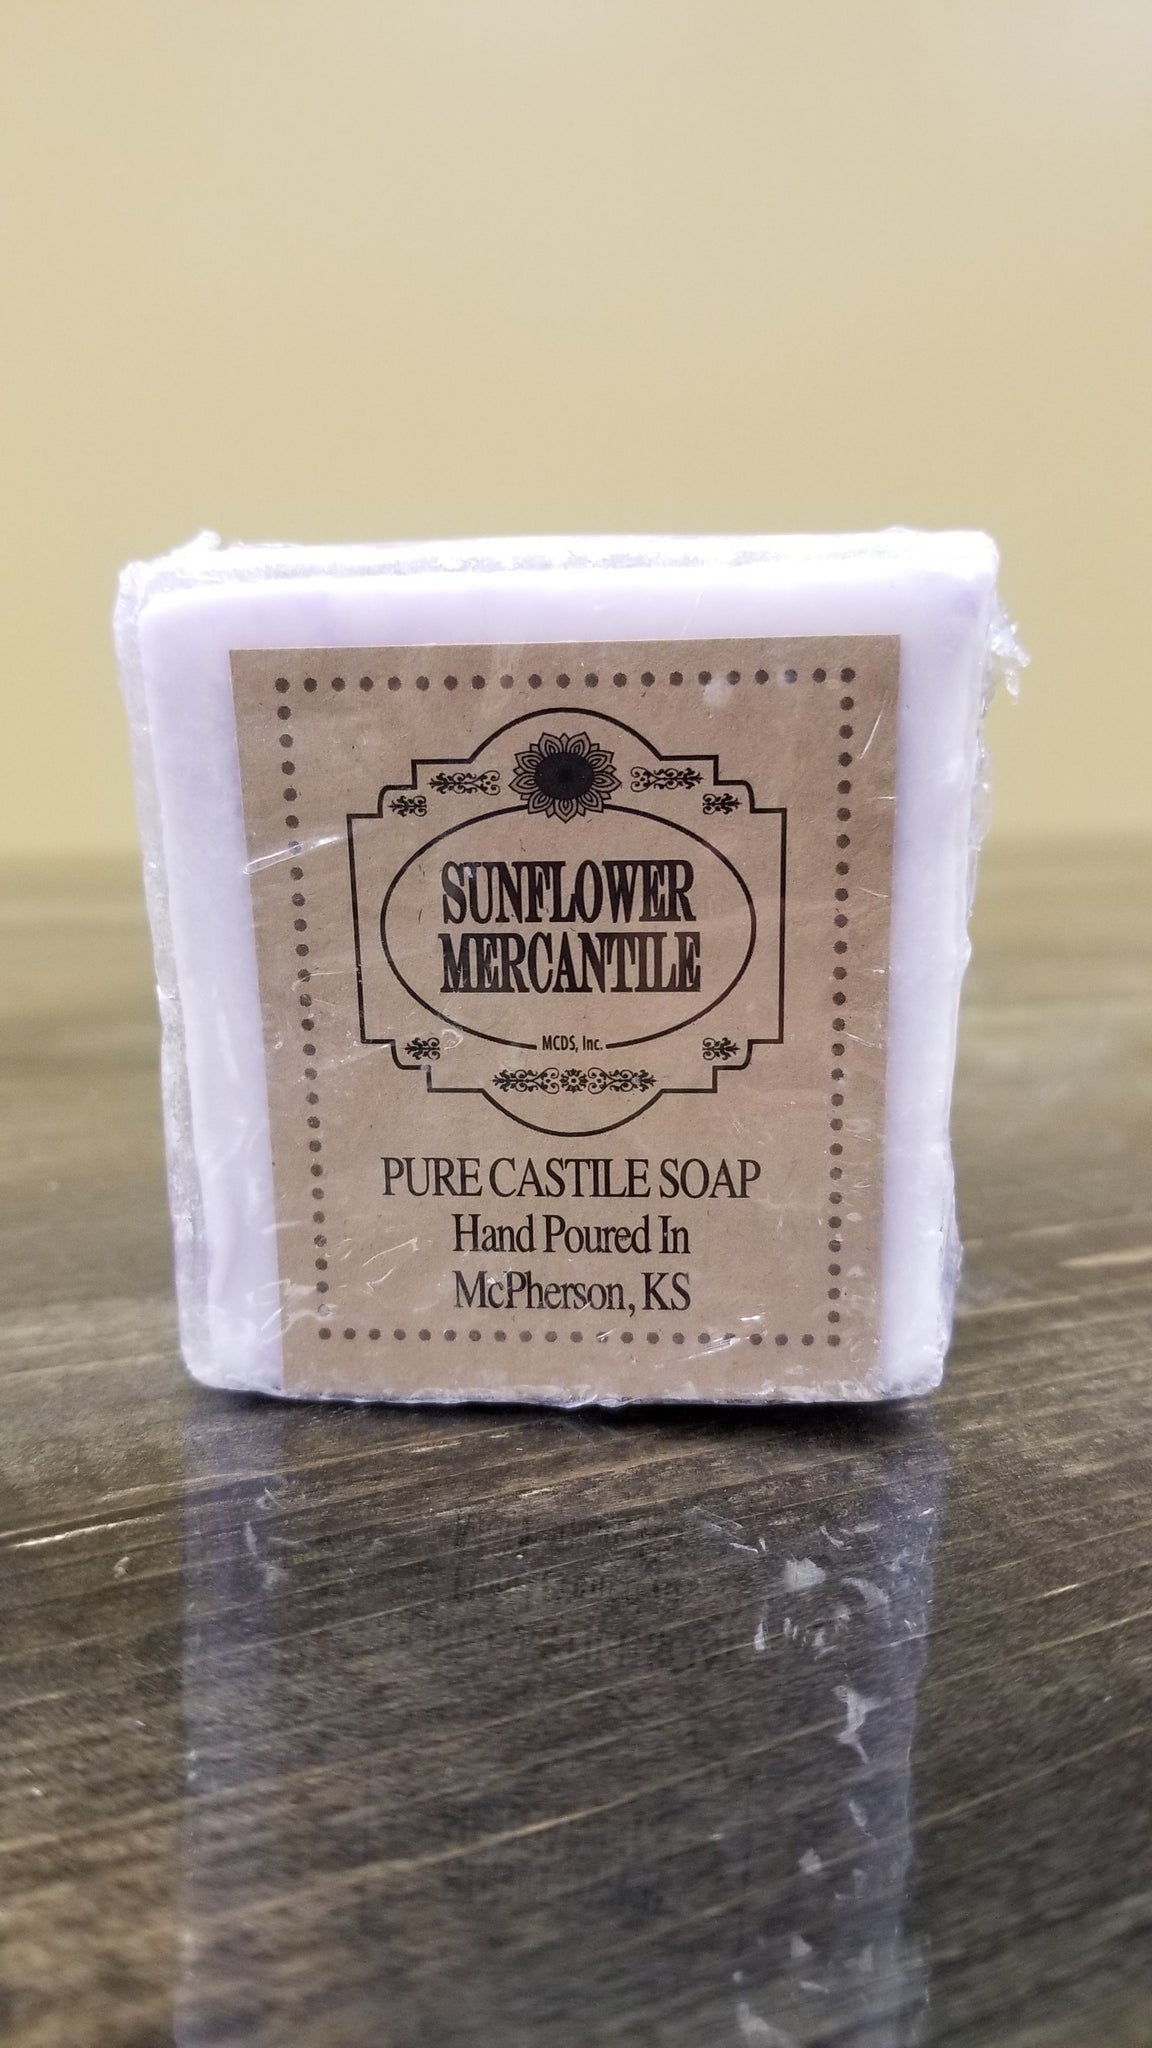 SUNFLOWER
MERCANTILE
MCDS, Inc.
PURE CASTILE SOAP
Hand Poured In
McPherson, KS